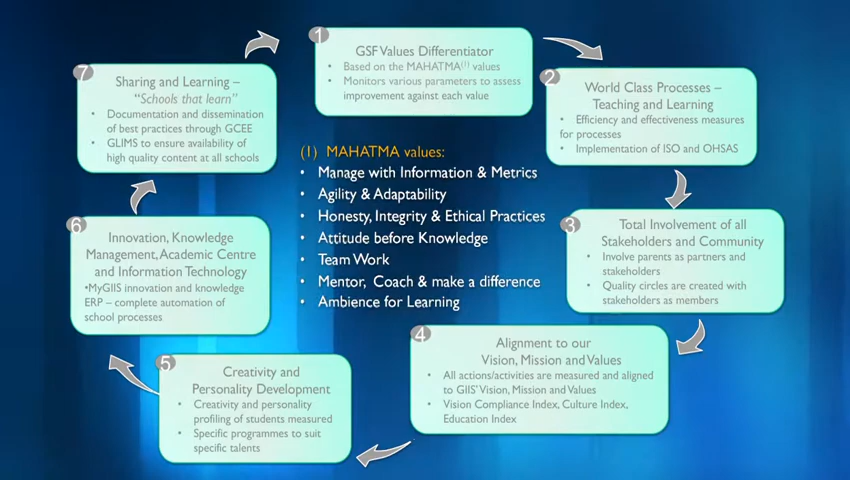 1
GSF Values Differentiator
• Based on the MAHATMA(1) values
• Monitors various parameters to assess
improvement against each value
2
World Class Processes –
Teaching and Learning
• Efficiency and effectiveness measures
for processes
• Implementation of ISO and OHSAS
3
Total Involvement of all
Stakeholders and Community
• Involve parents as partners and
stakeholders
• Quality circles are created with
stakeholders as members
4
Alignment to our
Vision, Mission and Values
• All actions/activities are measured and aligned
to GIIS' Vision, Mission and Values
• Vision Compliance Index, Culture Index,
Education Index
5
Creativity and
Personality Development
• Creativity and personality
profiling of students measured
• Specific programmes to suit
specific talents
6
Innovation, Knowledge
Management, Academic Centre
and Information Technology
•MyGIIS innovation and knowledge
ERP – complete automation of
school processes
7
Sharing and Learning –
"Schools that learn"
• Documentation and dissemination
of best practices through GCEE
• GLIMS to ensure availability of
high quality content at all schools
(1) MAHATMA values:
• Manage with Information & Metrics
• Agility & Adaptability
• Honesty, Integrity & Ethical Practices
• Attitude before Knowledge
• Team Work
• Mentor, Coach & make a difference
• Ambience for Learning